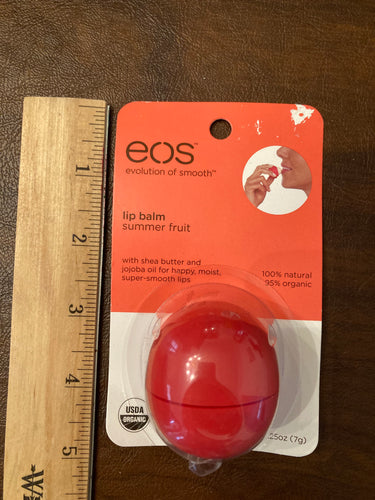 eos™
evolution of smooth™
lip balm
summer fruit
with shea butter and
jojoba oil for happy, moist,
super-smooth lips
100% natural
95% organic
USDA
ORGANIC
.25oz (7g)
1
2
3
4
5